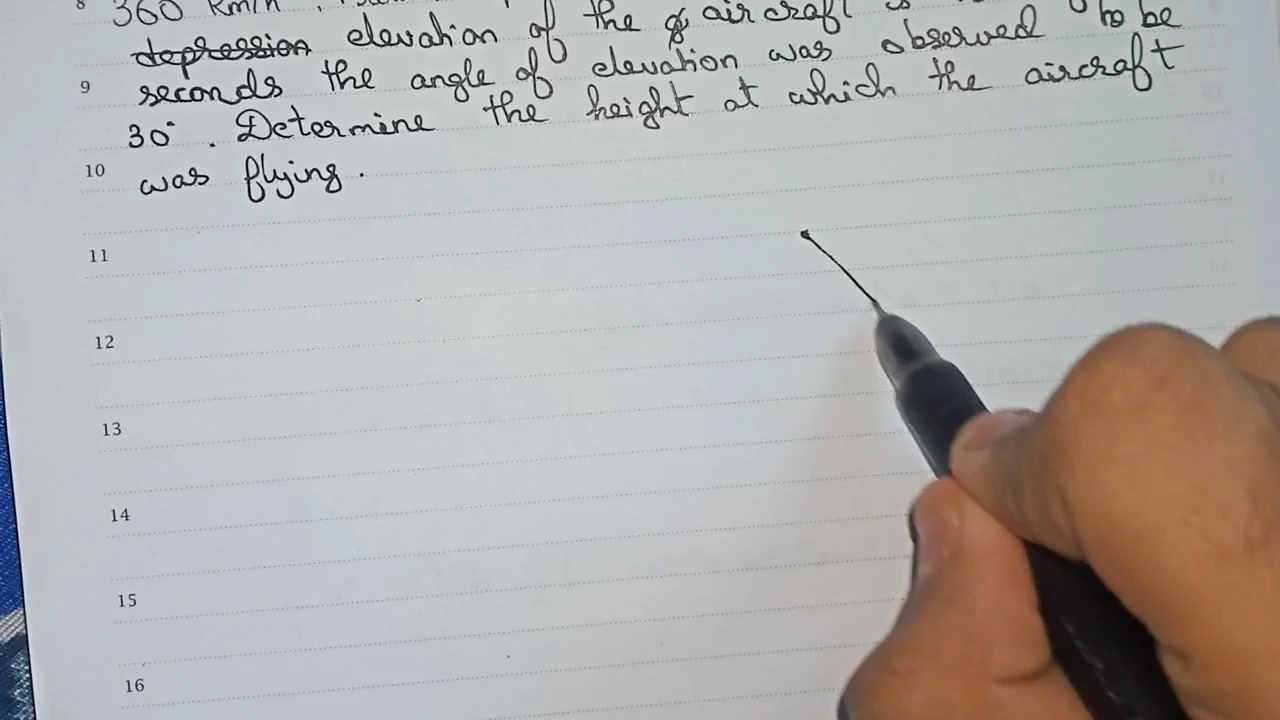 8 360 km/h .
depression elevation of the aircraft
9 seconds the angle of elevation was observed to be
30° . Determine the height at which the aircraft
10 was flying .
11
12
13
14
15
16